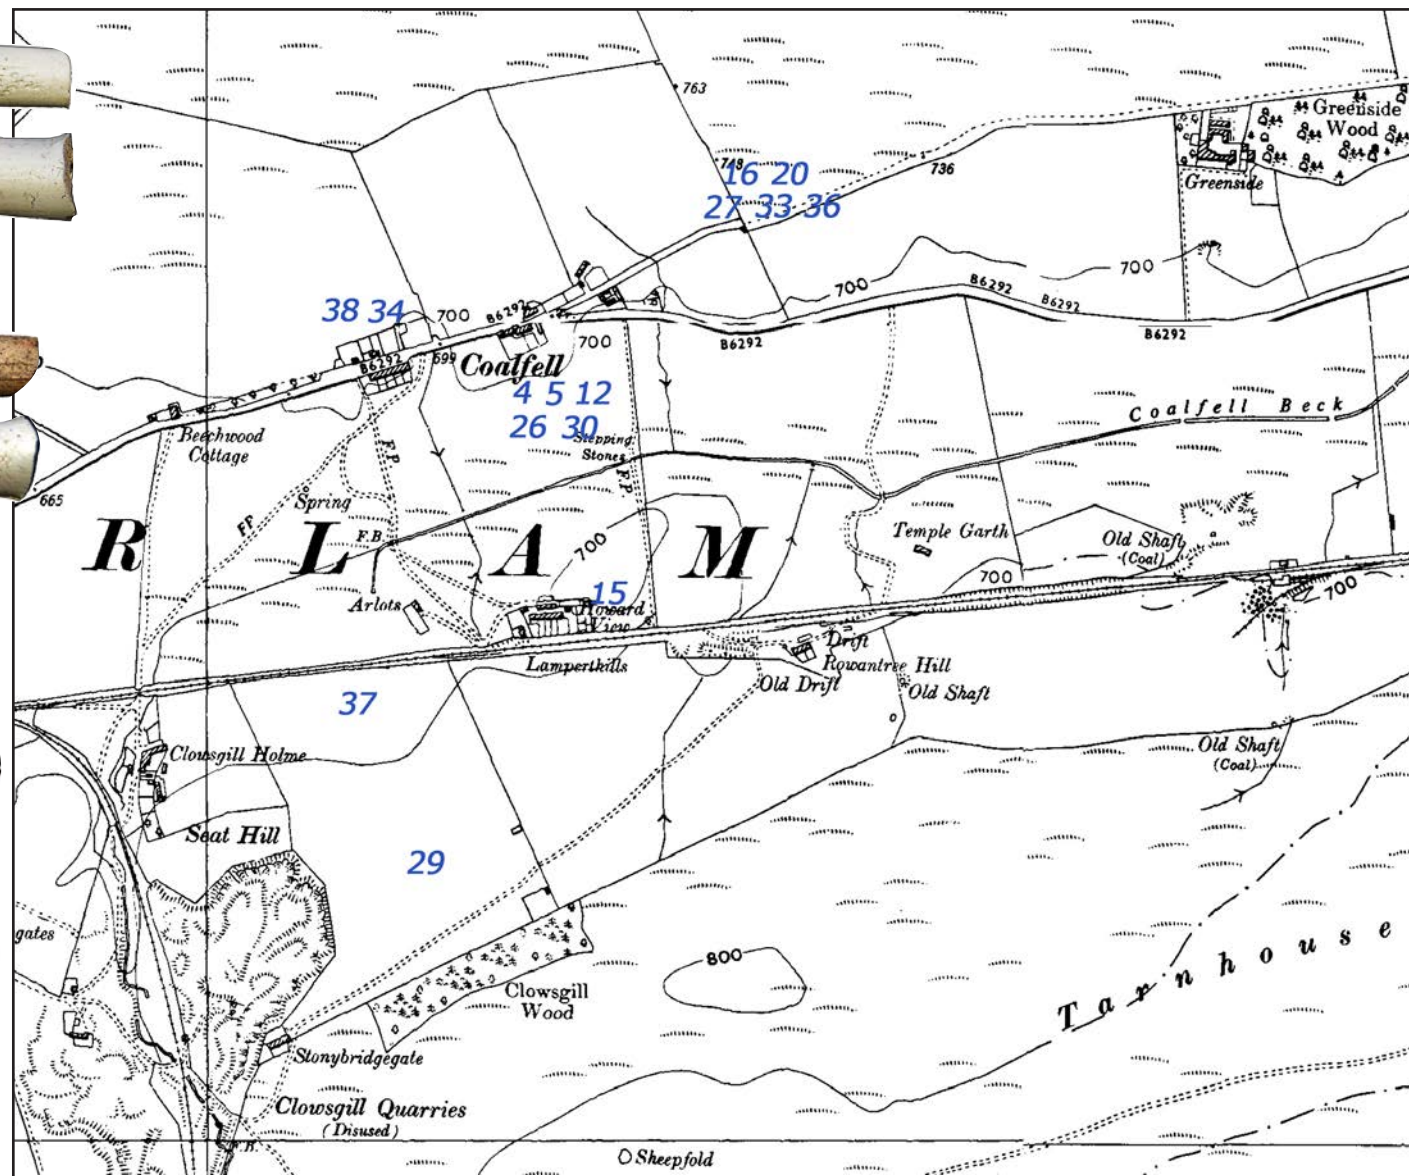 763
Greenside
Wood
748
16 20
736
Greenside
27 33 36
700
700
B6292
B6292
38 34
700
B6292
B6292
B6292
700
699
B6292
Coalfell
4 5 12
Coalfell Beck
26 30
Stepping
Stones
Beechwood
Cottage
F.P.
F.P.
665
Spring
FP
R L A M
F.B.
700
Temple Garth
Old Shaft
(Coal)
700
700
15
Arlots
Howard
View
Lamperthills
Drift
Rowantree Hill
Old Drift
Old Shaft
37
Clowsgill Holme
Old Shaft
(Coal)
Seat Hill
29
gates
800
Tarnhouse
Clowsgill
Wood
Stonybridgegate
Clowsgill Quarries
(Disused)
F.B.
Sheepfold